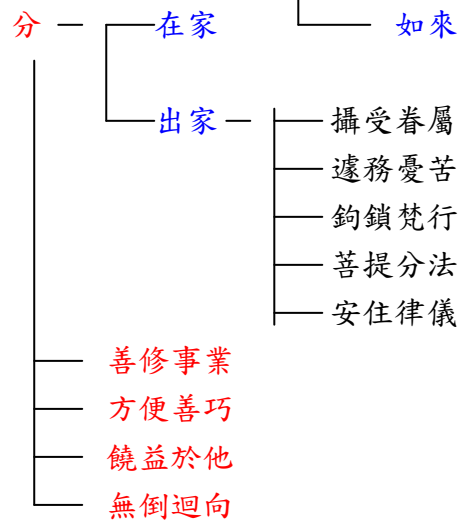 分 在家 如來
出家 攝受眷屬
遽務憂苦
鉤鎖梵行
菩提分法
安住律儀
善修事業
方便善巧
饒益於他
無倒迴向